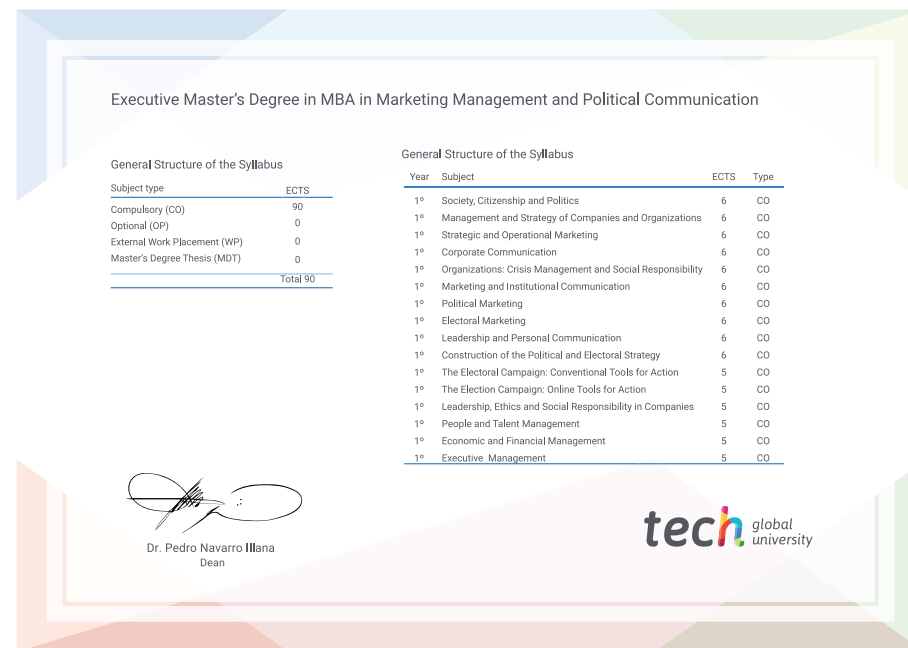 Executive Master's Degree in MBA in Marketing Management and Political Communication
General Structure of the Syllabus
Subject type ECTS
Compulsory (CO) 90
Optional (OP) 0
External Work Placement (WP) 0
Master's Degree Thesis (MDT) 0
Total 90
General Structure of the Syllabus
Year Subject ECTS Type
1º Society, Citizenship and Politics 6 CO
1º Management and Strategy of Companies and Organizations 6 CO
1º Strategic and Operational Marketing 6 CO
1º Corporate Communication 6 CO
1º Organizations: Crisis Management and Social Responsibility 6 CO
1º Marketing and Institutional Communication 6 CO
1º Political Marketing 6 CO
1º Electoral Marketing 6 CO
1º Leadership and Personal Communication 6 CO
1º Construction of the Political and Electoral Strategy 6 CO
1º The Electoral Campaign: Conventional Tools for Action 5 CO
1º The Election Campaign: Online Tools for Action 5 CO
1º Leadership, Ethics and Social Responsibility in Companies 5 CO
1º People and Talent Management 5 CO
1º Economic and Financial Management 5 CO
1º Executive Management 5 CO
Dr. Pedro Navarro Illana
Dean
tech global university